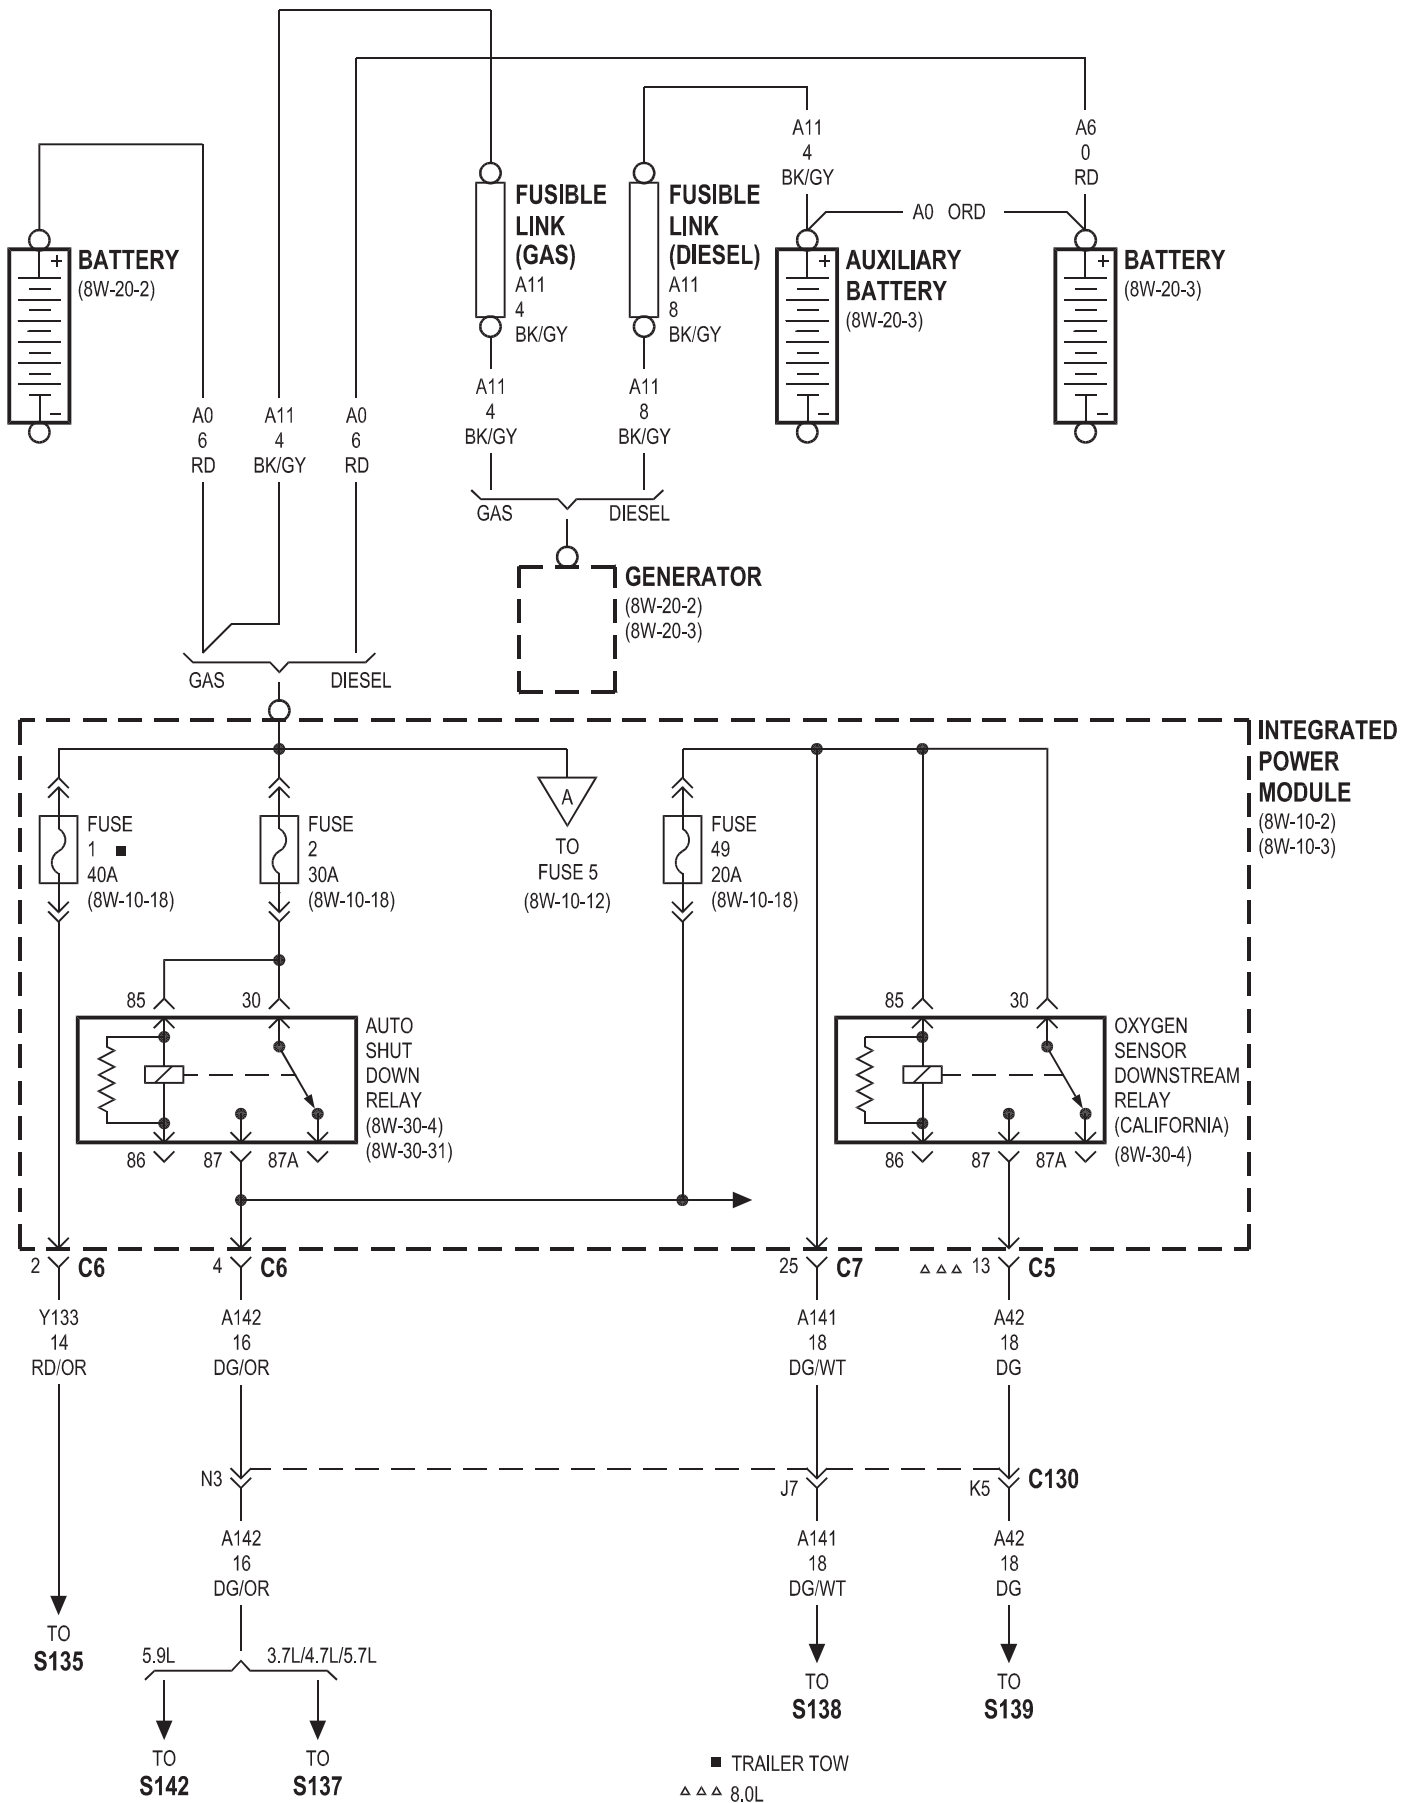 A11
4
BK/GY
A6
0
RD
A0 ORD
BATTERY
(8W-20-2)
+
−
FUSIBLE
LINK
(GAS)
A11
4
BK/GY
FUSIBLE
LINK
(DIESEL)
A11
8
BK/GY
+
−
AUXILIARY
BATTERY
(8W-20-3)
+
−
BATTERY
(8W-20-3)
A0
6
RD
A11
4
BK/GY
A0
6
RD
A11
4
BK/GY
A11
8
BK/GY
GAS
DIESEL
GENERATOR
(8W-20-2)
(8W-20-3)
GAS
DIESEL
INTEGRATED
POWER
MODULE
(8W-10-2)
(8W-10-3)
FUSE
1 ■
40A
(8W-10-18)
FUSE
2
30A
(8W-10-18)
A
TO
FUSE 5
(8W-10-12)
FUSE
49
20A
(8W-10-18)
85
30
AUTO
SHUT
DOWN
RELAY
(8W-30-4)
(8W-30-31)
86
87
87A
85
30
OXYGEN
SENSOR
DOWNSTREAM
RELAY
(CALIFORNIA)
(8W-30-4)
86
87
87A
2 C6
4 C6
25 C7
△△△ 13 C5
Y133
14
RD/OR
A142
16
DG/OR
A141
18
DG/WT
A42
18
DG
N3
J7
K5
C130
A142
16
DG/OR
A141
18
DG/WT
A42
18
DG
TO
S135
5.9L
3.7L/4.7L/5.7L
TO
S138
TO
S139
TO
S142
TO
S137
■ TRAILER TOW
△△△ 8.0L